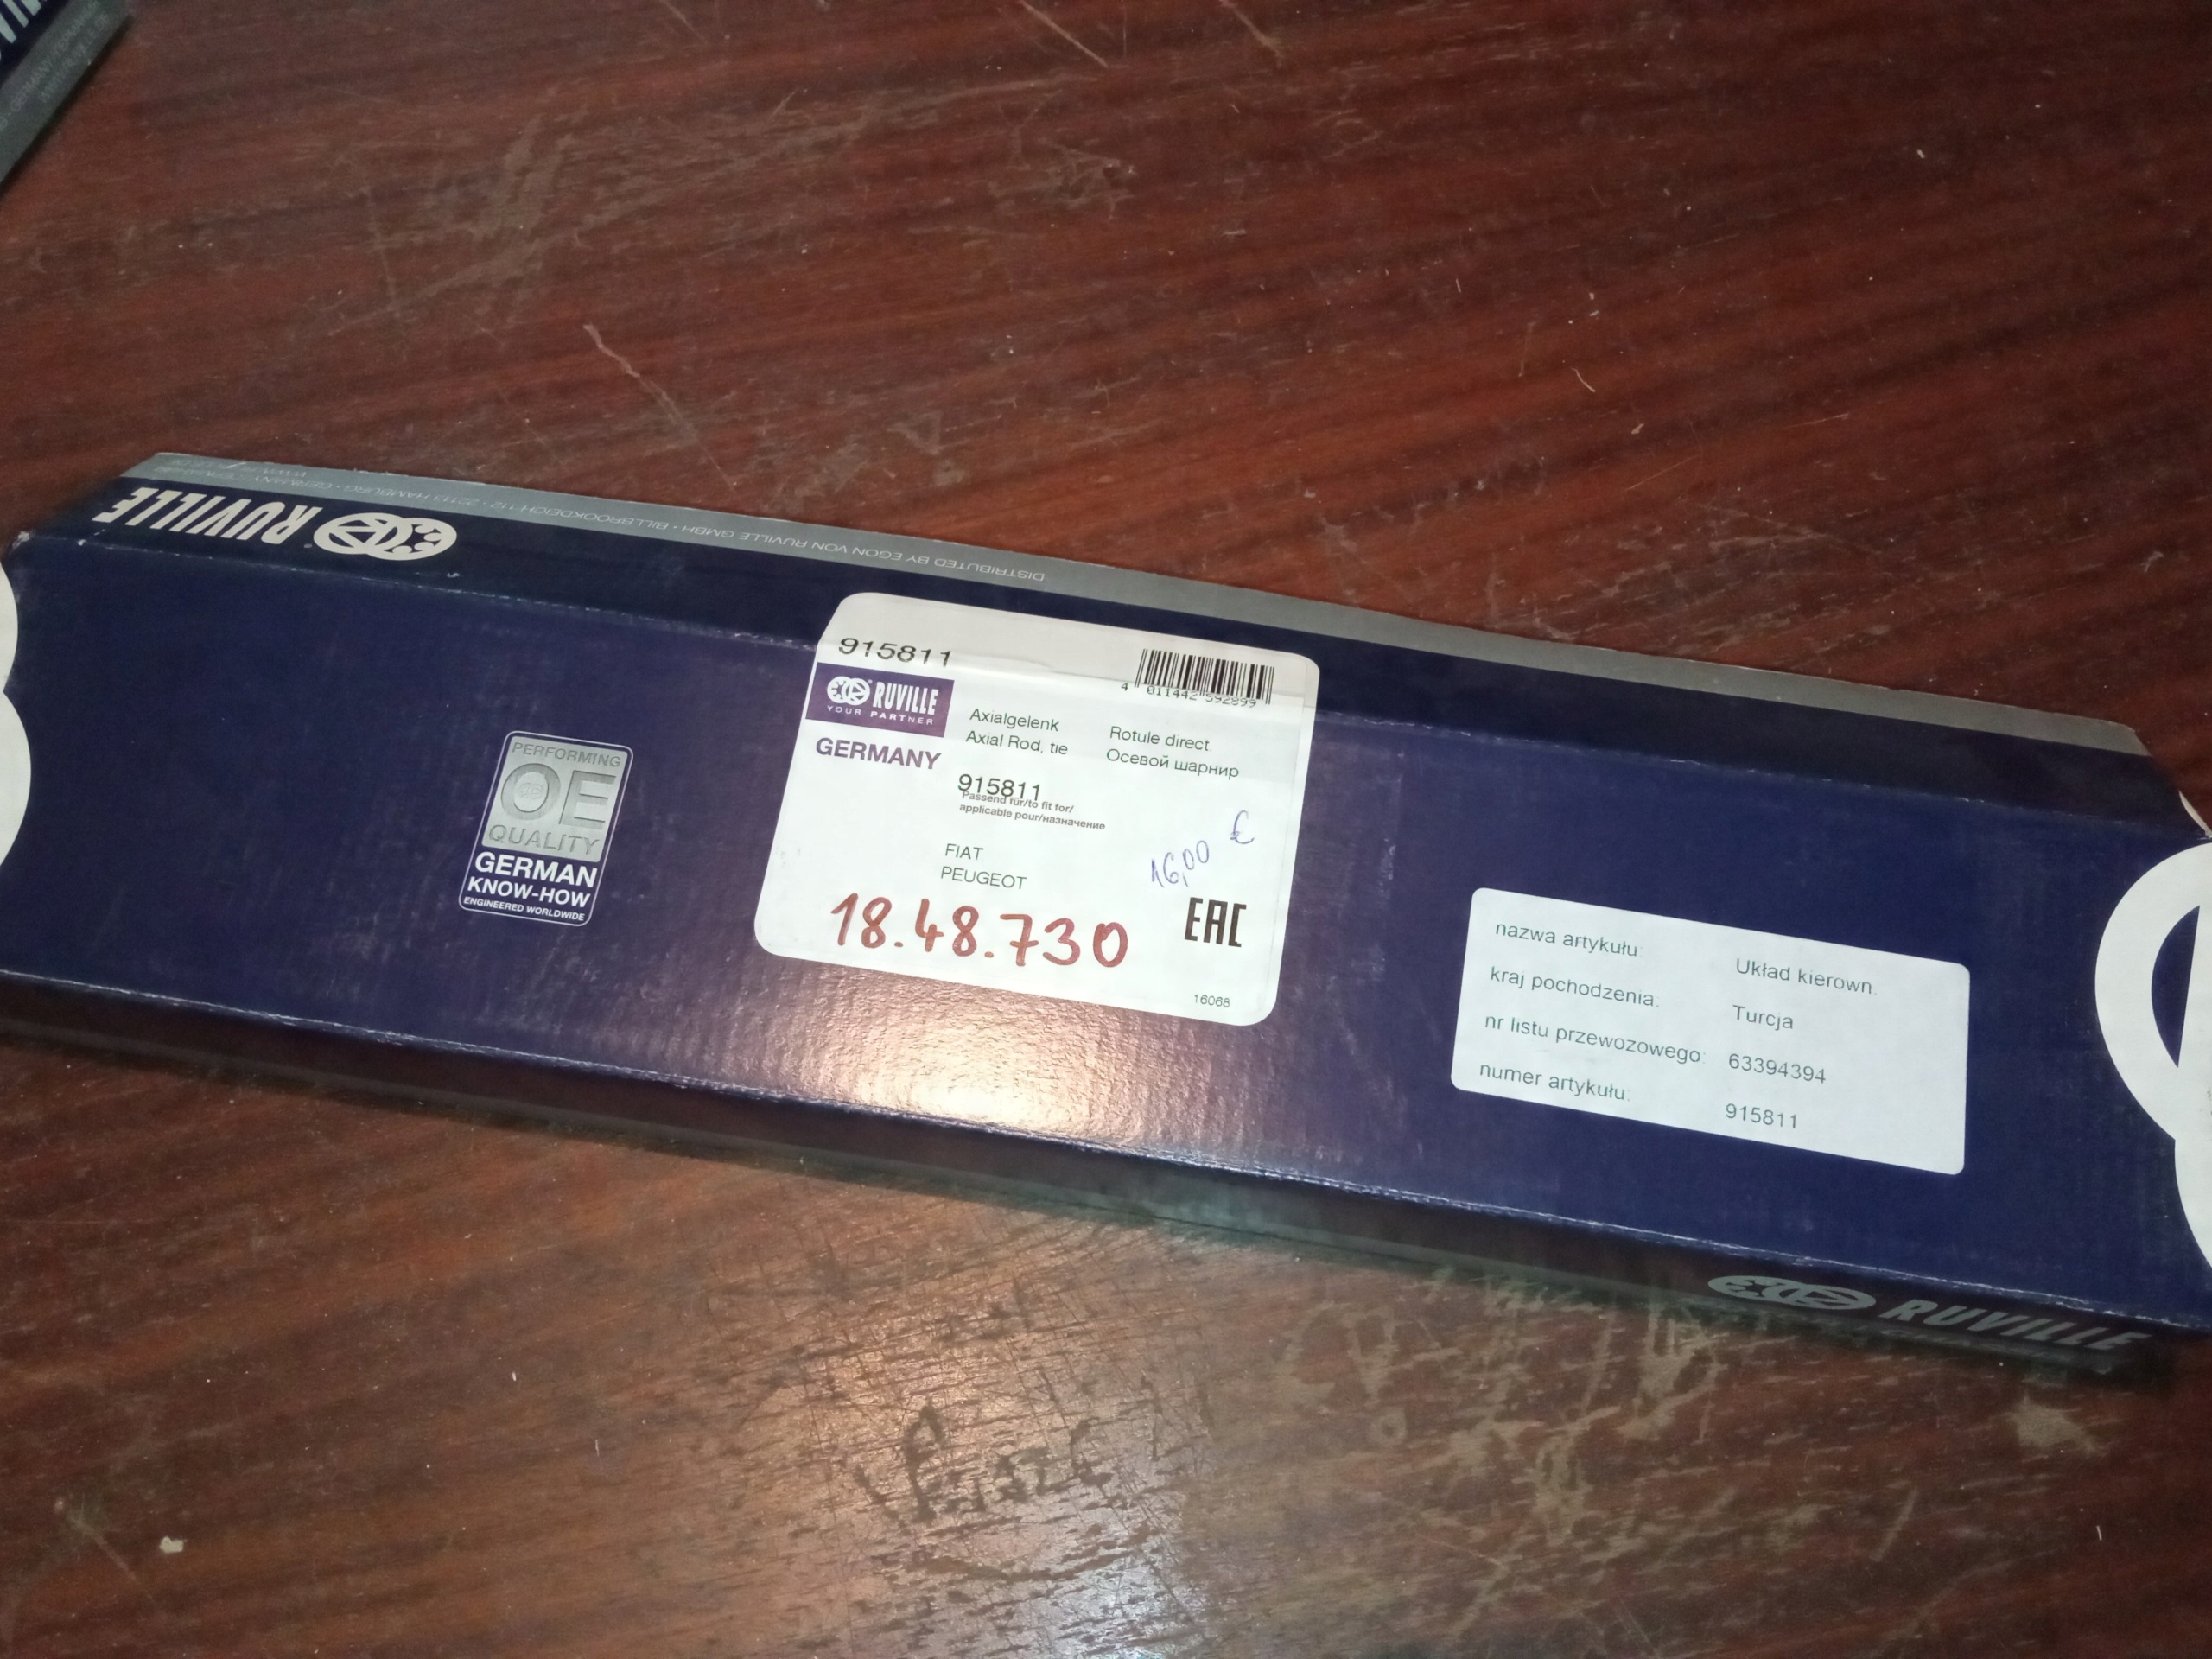 RUVILLE
DISTRIBUTED BY EGON VON RUVILLE GMBH • BILLBROOKDEICH 112 • 22113 HAMBURG • GERMANY
915811
4 011442 592899
RUVILLE
YOUR PARTNER
GERMANY
Axialgelenk
Axial Rod, tie
Rotule direct.
Осевой шарнир
915811
Passend für/to fit for/
applicable pour/назначение
FIAT
PEUGEOT
16,00 €
18.48.730
EAC
16068
PERFORMING
OE
QUALITY
GERMAN
KNOW-HOW
ENGINEERED WORLDWIDE
nazwa artykułu: Układ kierown.
kraj pochodzenia: Turcja
nr listu przewozowego: 63394394
numer artykułu: 915811
RUVILLE